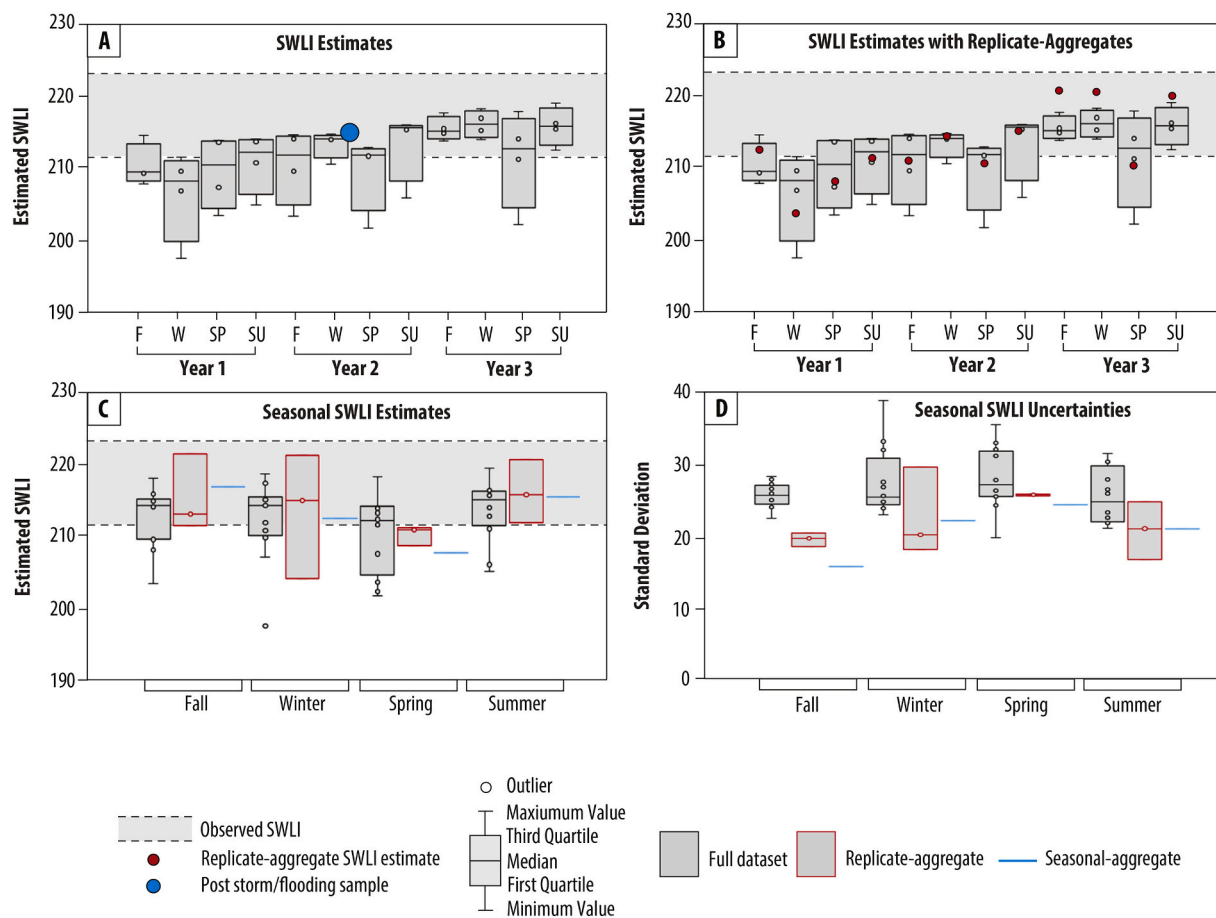 A
SWLI Estimates
Estimated SWLI
230
220
210
200
190
F W SP SU F W SP SU F W SP SU
Year 1 Year 2 Year 3
B
SWLI Estimates with Replicate-Aggregates
Estimated SWLI
230
220
210
200
190
F W SP SU F W SP SU F W SP SU
Year 1 Year 2 Year 3
C
Seasonal SWLI Estimates
Estimated SWLI
230
220
210
200
190
Fall Winter Spring Summer
D
Seasonal SWLI Uncertainties
Standard Deviation
40
30
20
10
0
Fall Winter Spring Summer
Observed SWLI
Replicate-aggregate SWLI estimate
Post storm/flooding sample
Outlier
Maxiumum Value
Third Quartile
Median
First Quartile
Minimum Value
Full dataset
Replicate-aggregate
Seasonal-aggregate